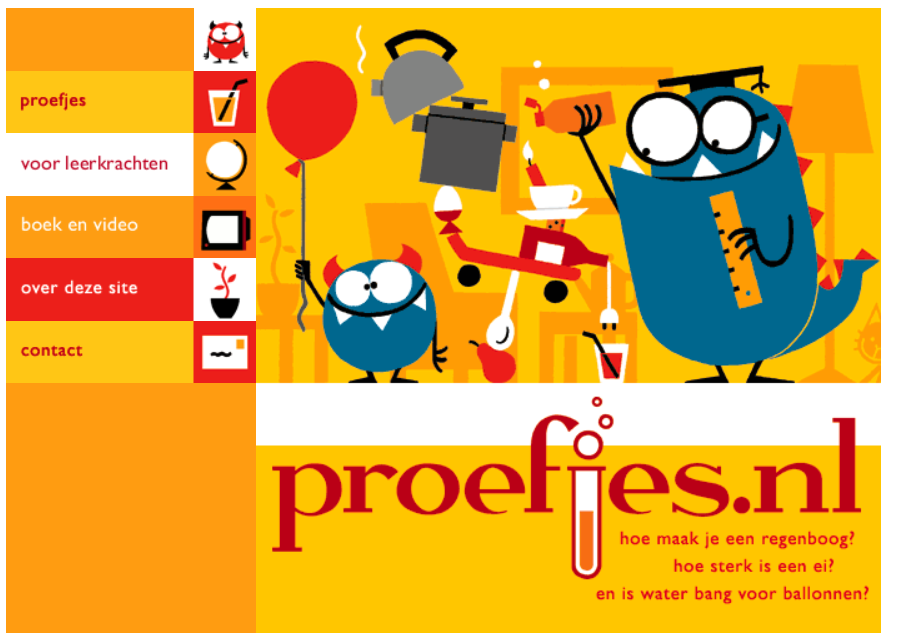 proefjes
voor leerkrachten
boek en video
over deze site
contact
proefjes.nl
hoe maak je een regenboog?
hoe sterk is een ei?
en is water bang voor ballonnen?